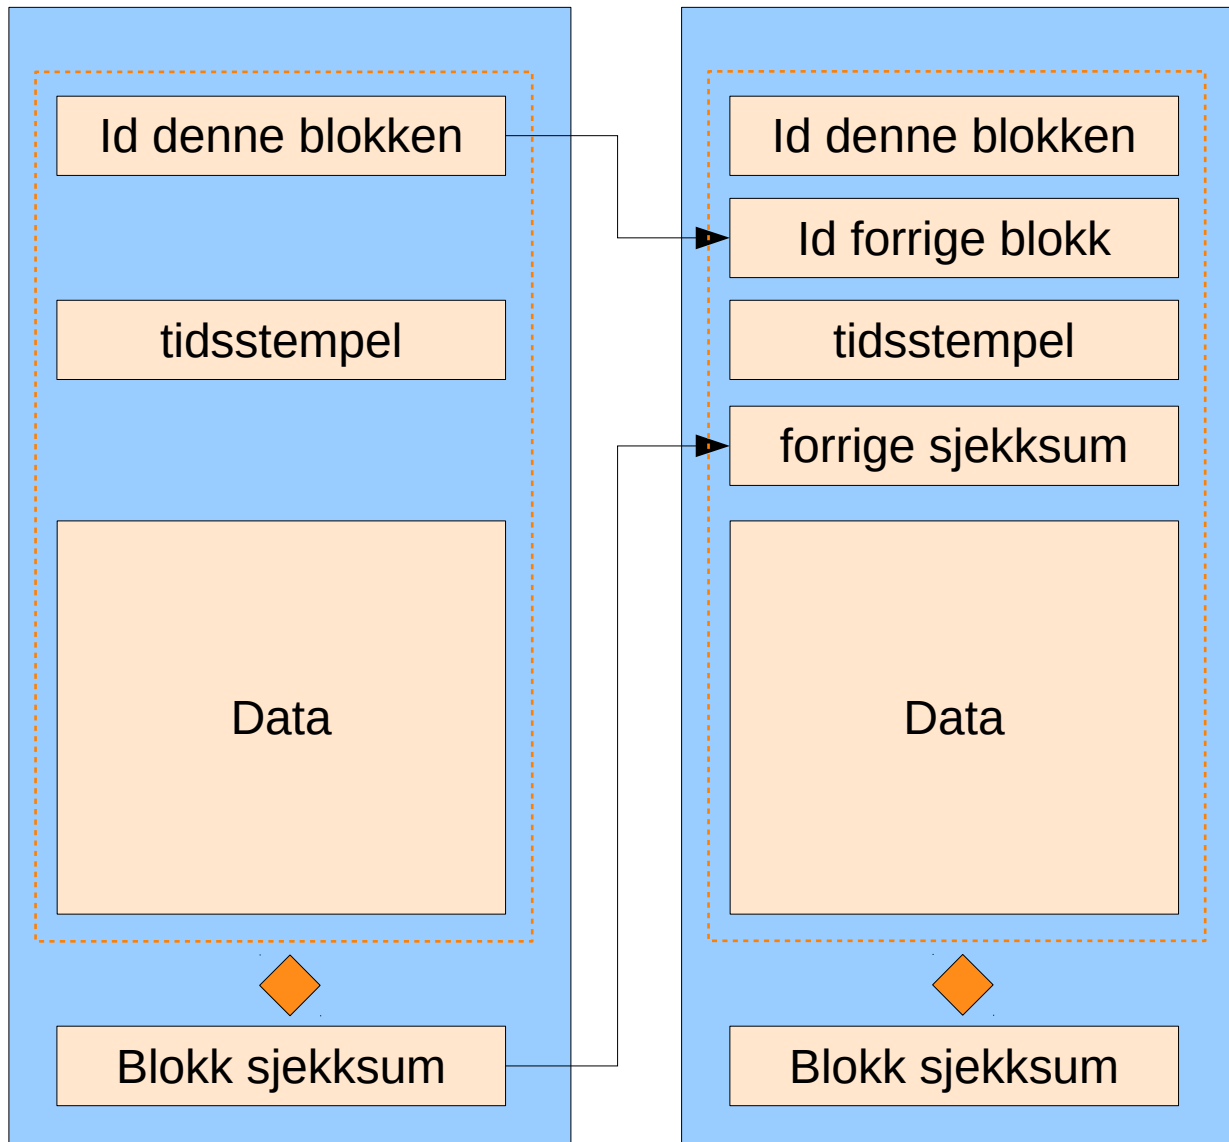 Id denne blokken
tidsstempel
Data
Blokk sjekksum
Id denne blokken
Id forrige blokk
tidsstempel
forrige sjekksum
Data
Blokk sjekksum